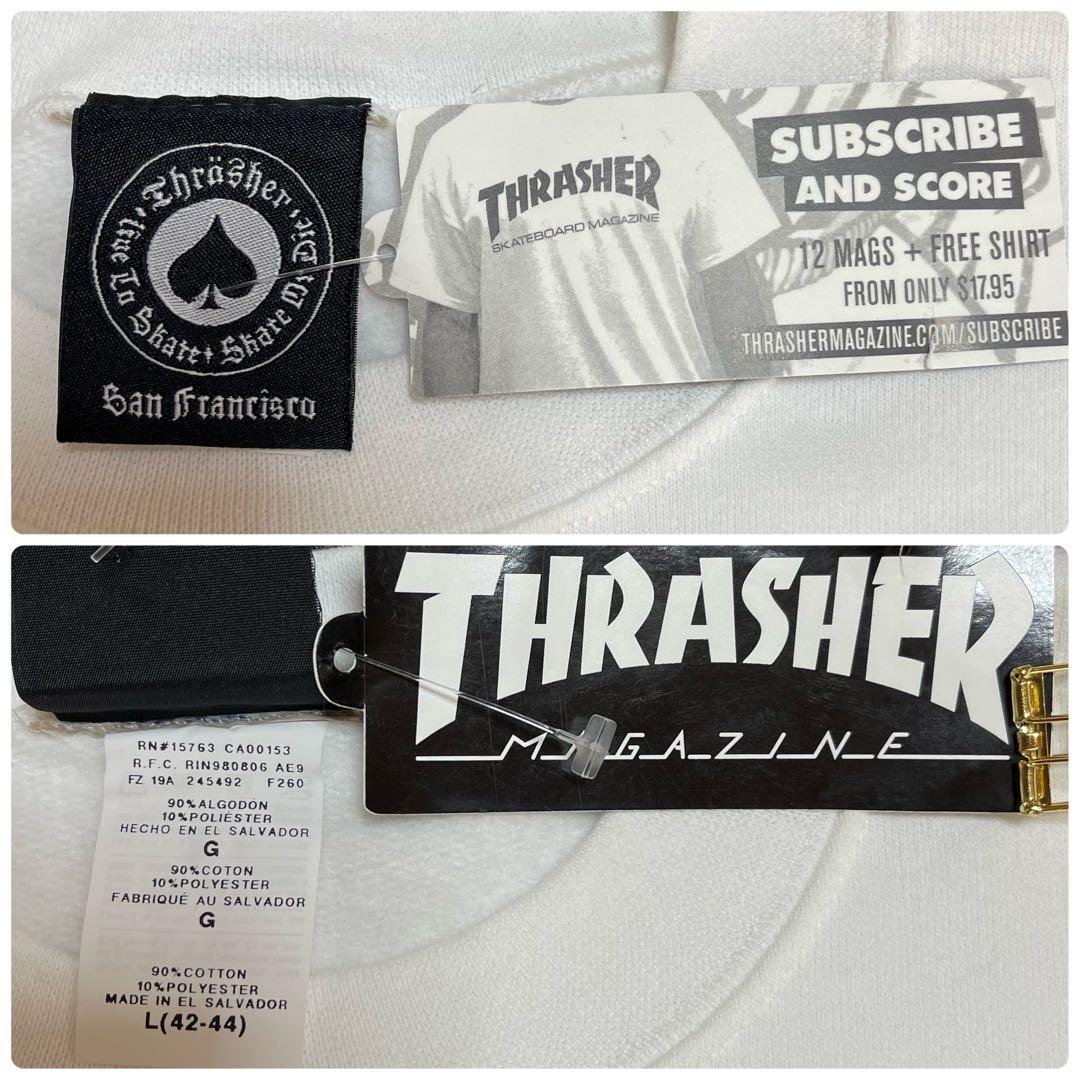 Thräsher
Live To Skate + Skate To Die
San Francisco
THRASHER
SKATEBOARD MAGAZINE
SUBSCRIBE
AND SCORE
12 MAGS + FREE SHIRT
FROM ONLY $17.95
THRASHERMAGAZINE.COM/SUBSCRIBE
THRASHER
MAGAZINE
RN#15763 CA00153
R.F.C. RIN980806 AE9
FZ 19A 245492 F260
90%ALGODÓN
10%POLIÉSTER
HECHO EN EL SALVADOR
G
90%COTON
10%POLYESTER
FABRIQUÉ AU SALVADOR
G
90%COTTON
10%POLYESTER
MADE IN EL SALVADOR
L(42-44)